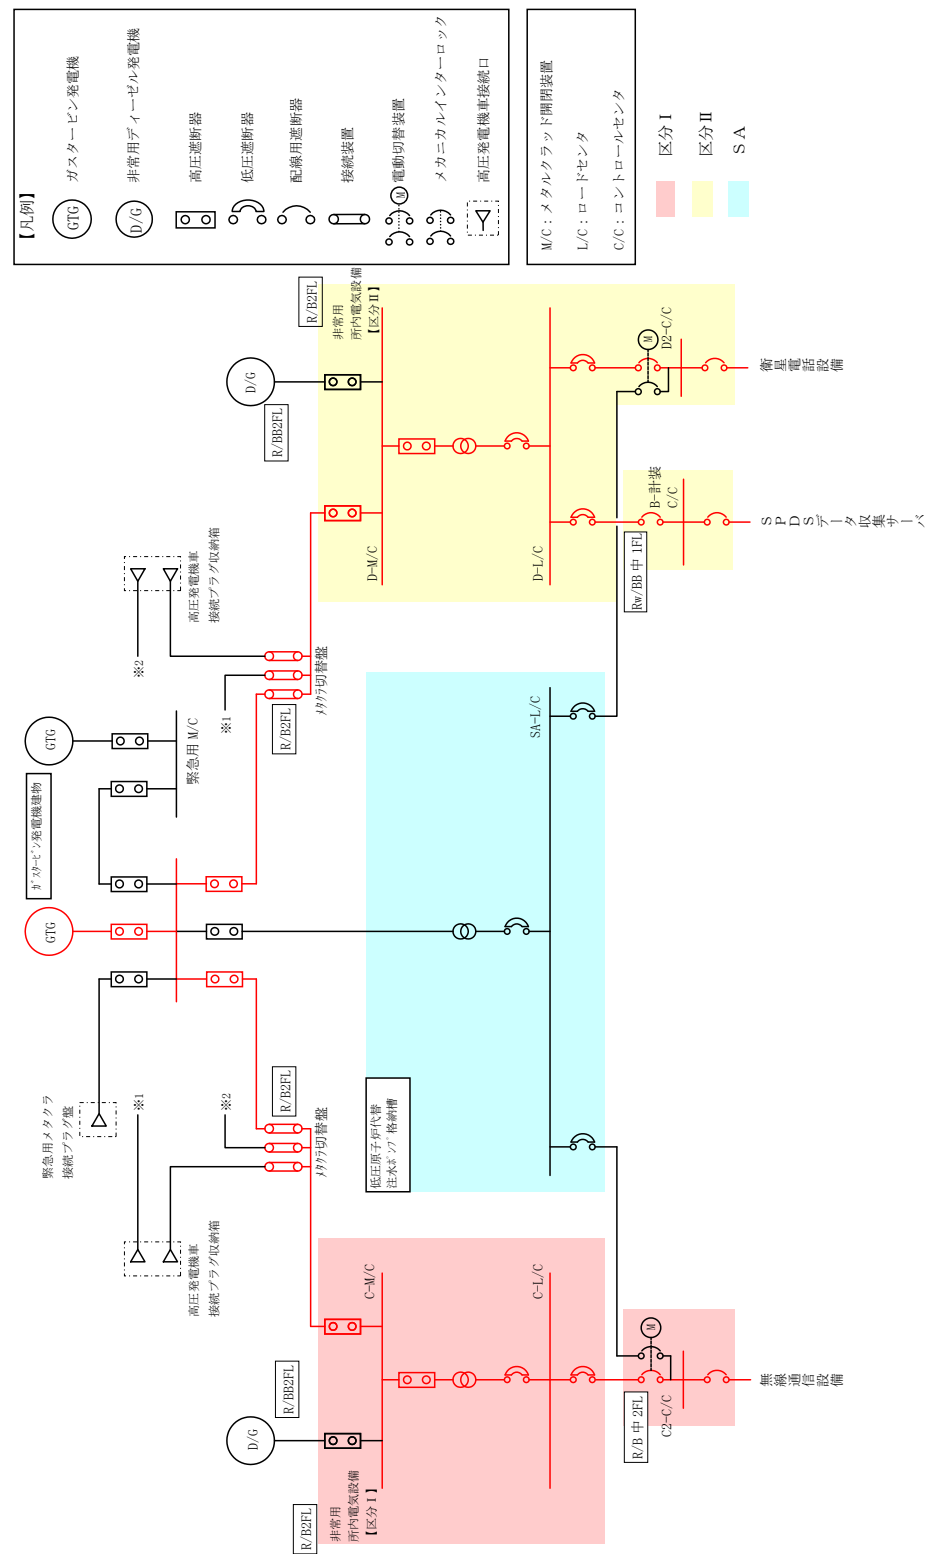 【凡例】
GTG
ガスタービン発電機
D/G
非常用ディーゼル発電機
高圧遮断器
低圧遮断器
配線用遮断器
接続装置
M
電動切替装置
メカニカルインターロック
高圧発電機車接続口
M/C：メタルクラッド開閉装置
L/C：ロードセンタ
C/C：コントロールセンタ
区分Ⅰ
区分Ⅱ
ＳＡ
ｶﾞｽﾀｰﾋﾞﾝ発電機建物
GTG
GTG
緊急用 M/C
緊急用メタクラ
接続プラグ盤
※1
※2
高圧発電機車
接続プラグ収納箱
R/B2FL
ﾒﾀｸﾗ切替盤
※2
※1
高圧発電機車
接続プラグ収納箱
R/B2FL
ﾒﾀｸﾗ切替盤
D/G
R/BB2FL
R/B2FL
非常用
所内電気設備
【区分Ⅰ】
C-M/C
C-L/C
R/B 中 2FL
M
C2-C/C
無線通信設備
低圧原子炉代替
注水ﾎﾟﾝﾌﾟ格納槽
SA-L/C
D/G
R/BB2FL
R/B2FL
非常用
所内電気設備
【区分Ⅱ】
D-M/C
D-L/C
Rw/BB 中 1FL
B-計装
C/C
ＳＰＤＳデータ収集サーバ
M
D2-C/C
衛星電話設備